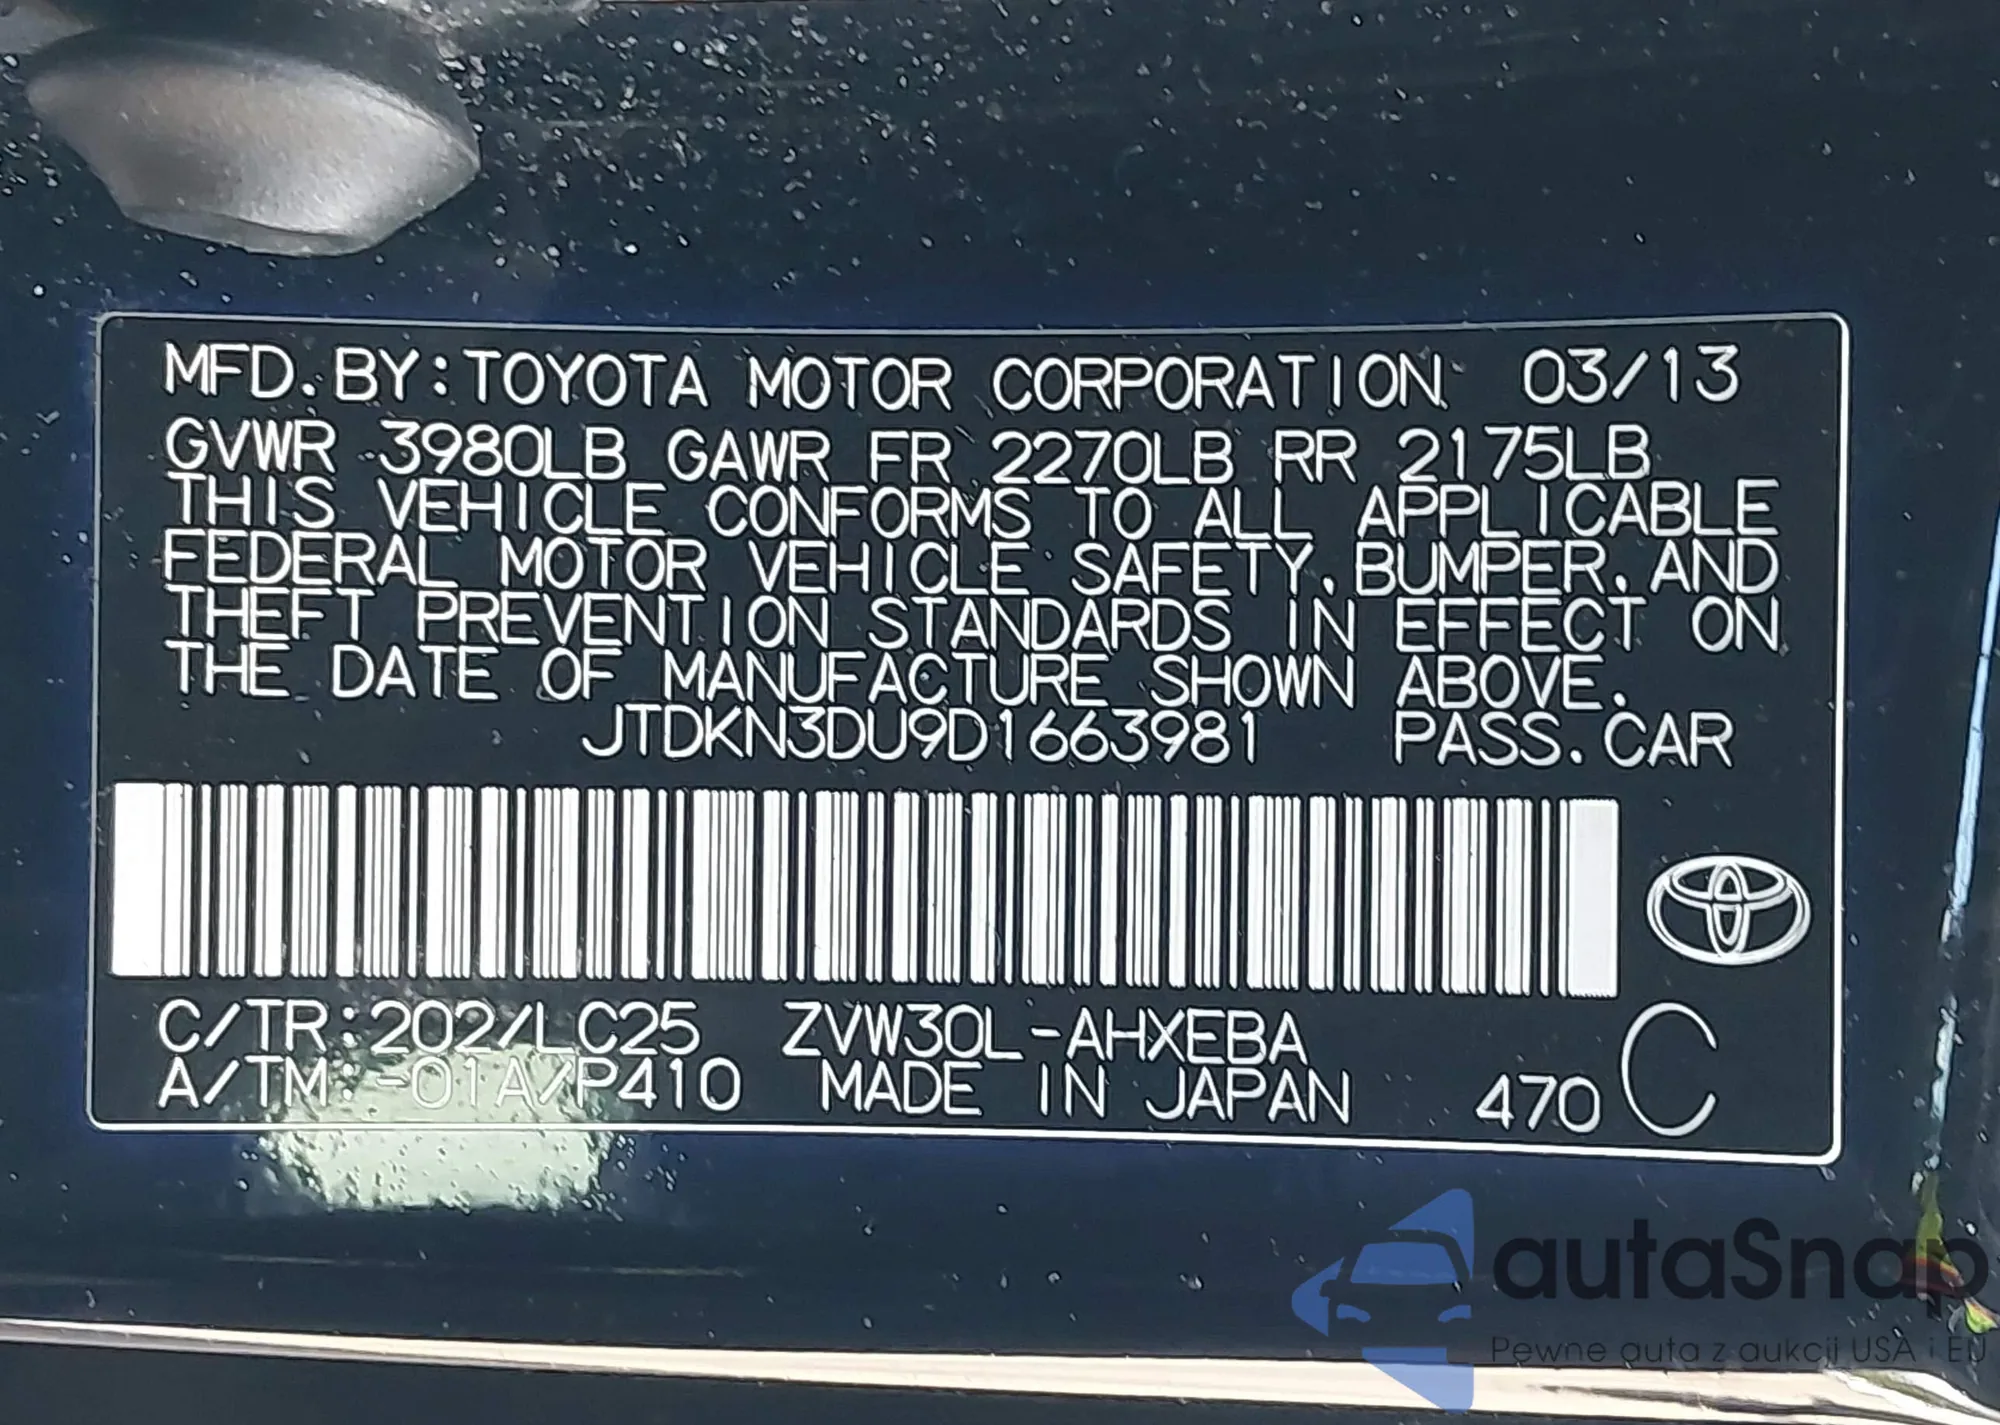 MFD. BY: TOYOTA MOTOR CORPORATION 03/13
GVWR 3980LB GAWR FR 2270LB RR 2175LB
THIS VEHICLE CONFORMS TO ALL APPLICABLE
FEDERAL MOTOR VEHICLE SAFETY, BUMPER, AND
THEFT PREVENTION STANDARDS IN EFFECT ON
THE DATE OF MANUFACTURE SHOWN ABOVE.
JTDKN3DU9D1663981 PASS. CAR
C/TR: 202/LC25 ZVW30L-AHXEBA
A/TM: -01A/P410 MADE IN JAPAN 470 C
autaSnap
Pewne auta z aukcji USA i EU